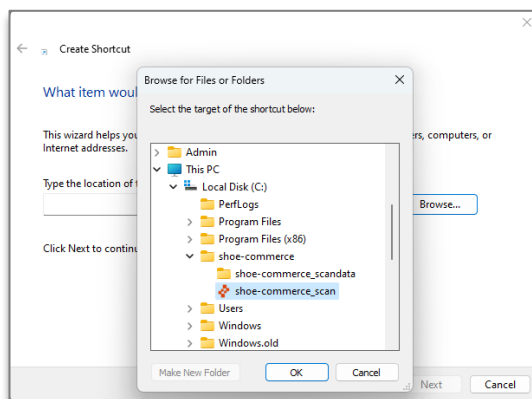 Create Shortcut
What item woul
Browse for Files or Folders
Select the target of the shortcut below:
This wizard helps you
ers, computers, or
Internet addresses.
Admin
This PC
Local Disk (C:)
PerfLogs
Program Files
Program Files (x86)
shoe-commerce
shoe-commerce_scandata
shoe-commerce_scan
Users
Windows
Windows.old
Type the location of t
Browse...
Click Next to continu
Make New Folder
OK
Cancel
Next
Cancel